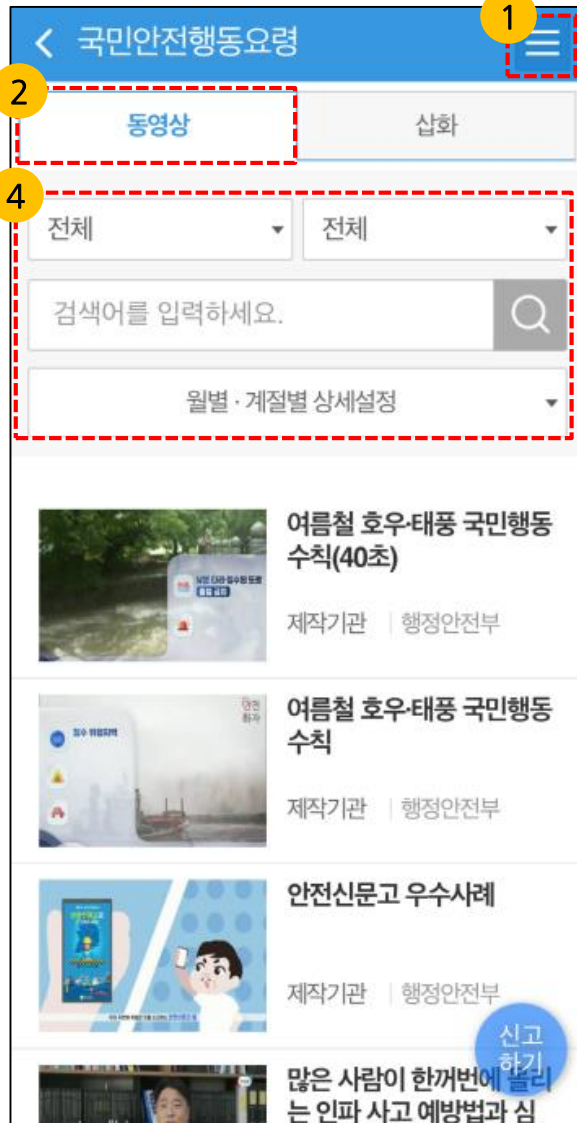 1
국민안전행동요령
2
동영상
삽화
4
전체
전체
검색어를 입력하세요.
월별 · 계절별 상세설정
여름철 호우·태풍 국민행동
수칙(40초)
제작기관 행정안전부
여름철 호우·태풍 국민행동
수칙
침수 위험지역
제작기관 행정안전부
안전신문고 우수사례
제작기관 행정안전부
신고
하기
많은 사람이 한꺼번에 몰리
는 인파 사고 예방법과 심